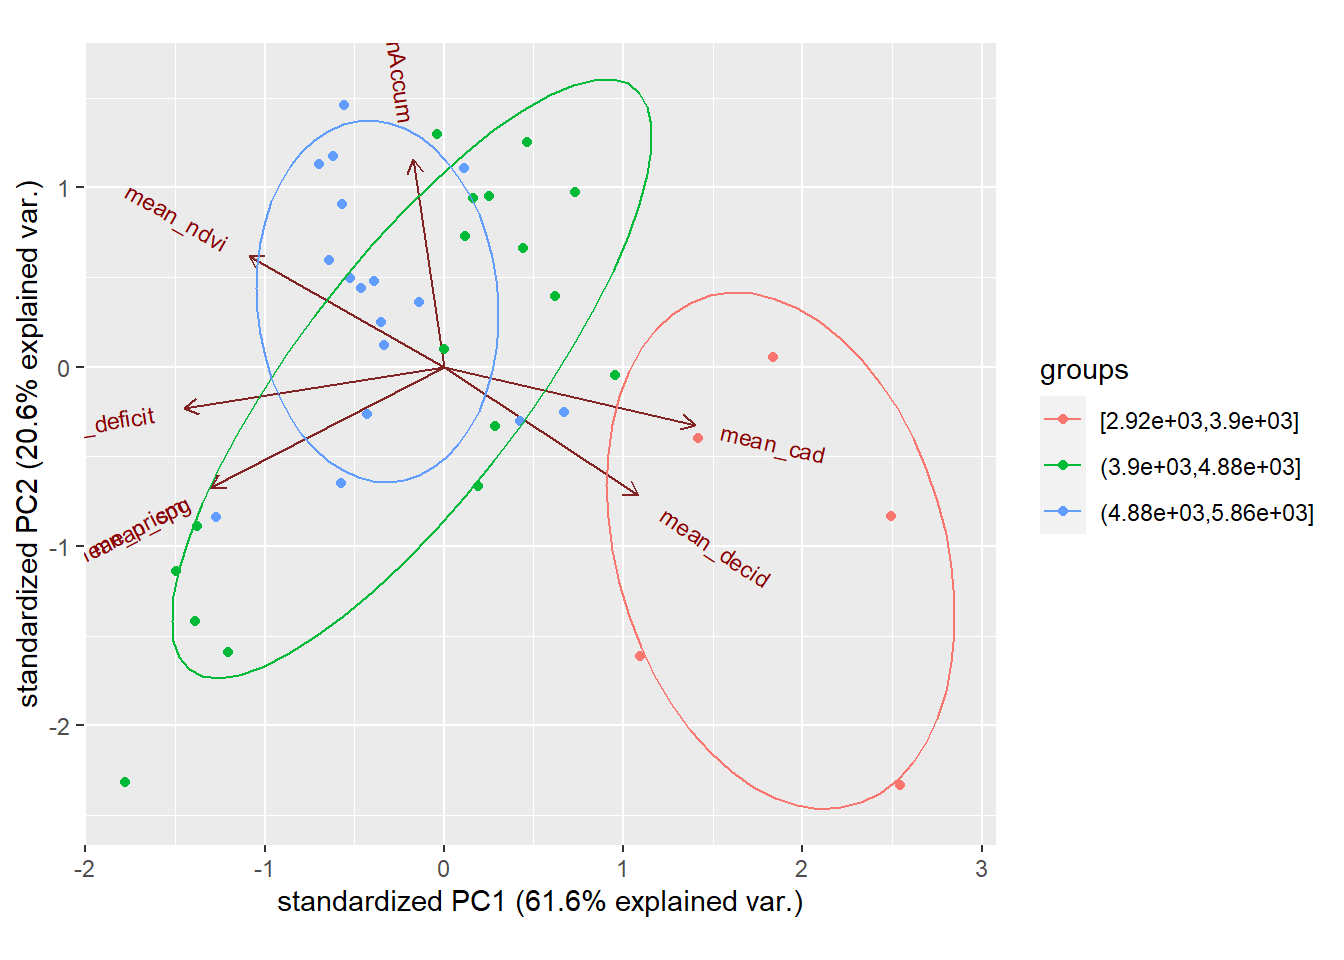 nAccum
mean_ndvi
_deficit
mean_cad
mean_decid
standardized PC2 (20.6% explained var.)
1
0
-1
-2
-2
-1
0
1
2
3
standardized PC1 (61.6% explained var.)
groups
[2.92e+03,3.9e+03]
(3.9e+03,4.88e+03]
(4.88e+03,5.86e+03]